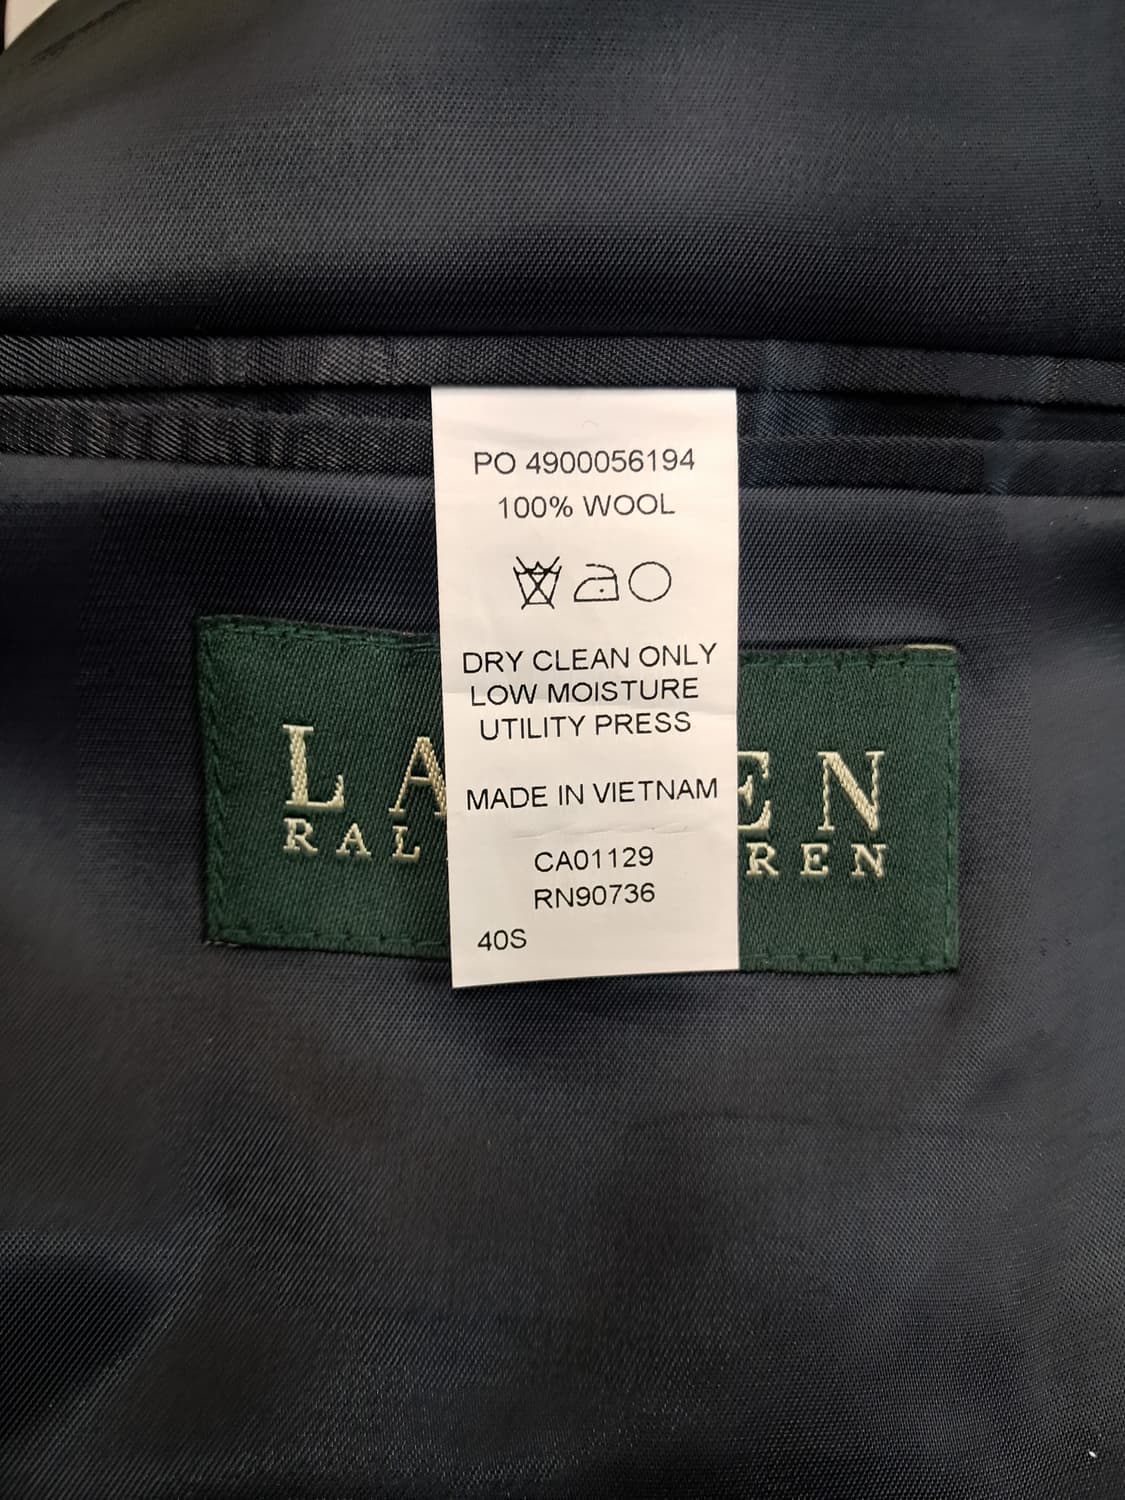 PO 4900056194
100% WOOL
DRY CLEAN ONLY
LOW MOISTURE
UTILITY PRESS
MADE IN VIETNAM
CA01129
RN90736
40S